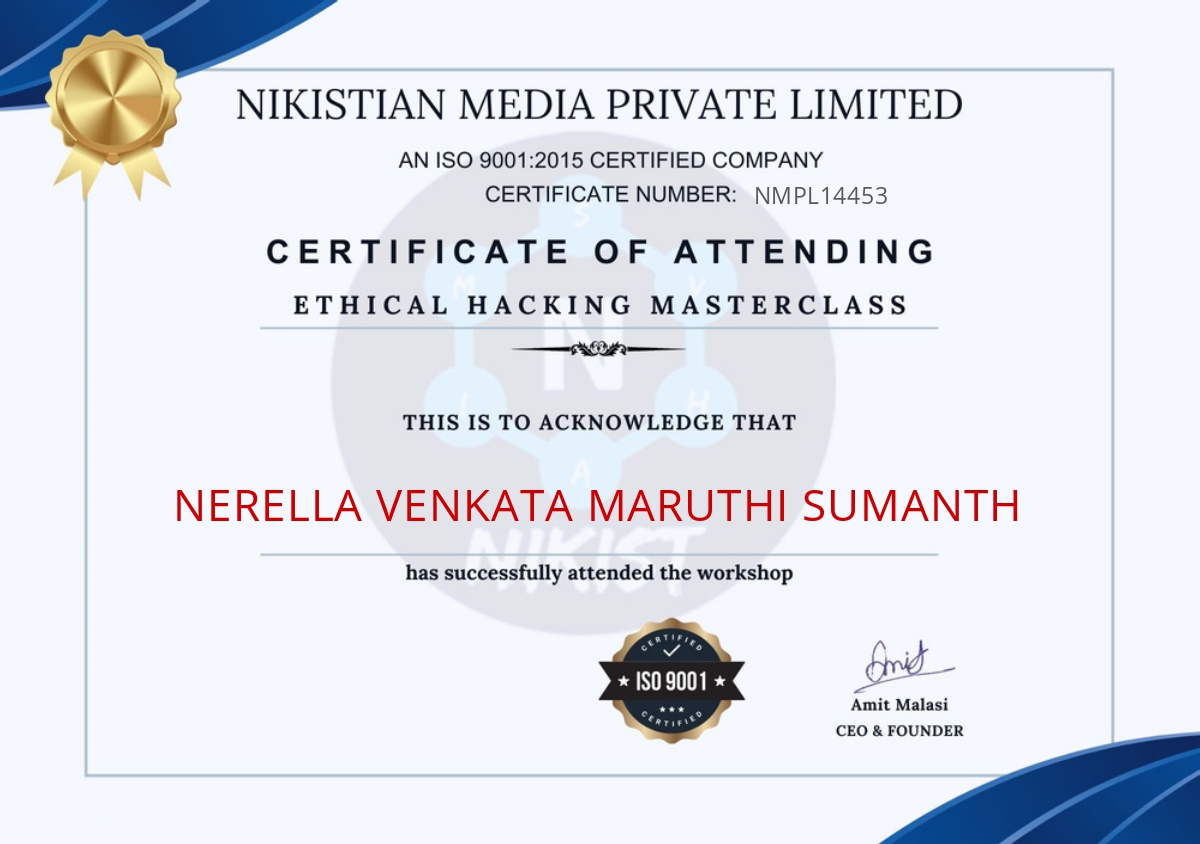 NIKISTIAN MEDIA PRIVATE LIMITED
AN ISO 9001:2015 CERTIFIED COMPANY
CERTIFICATE NUMBER: NMPL14453
CERTIFICATE OF ATTENDING
ETHICAL HACKING MASTERCLASS
THIS IS TO ACKNOWLEDGE THAT
NERELLA VENKATA MARUTHI SUMANTH
has successfully attended the workshop
S
M V
N
I H
A
NIKIST
CERTIFIED
ISO 9001
CERTIFIED
Amit
Amit Malasi
CEO & FOUNDER